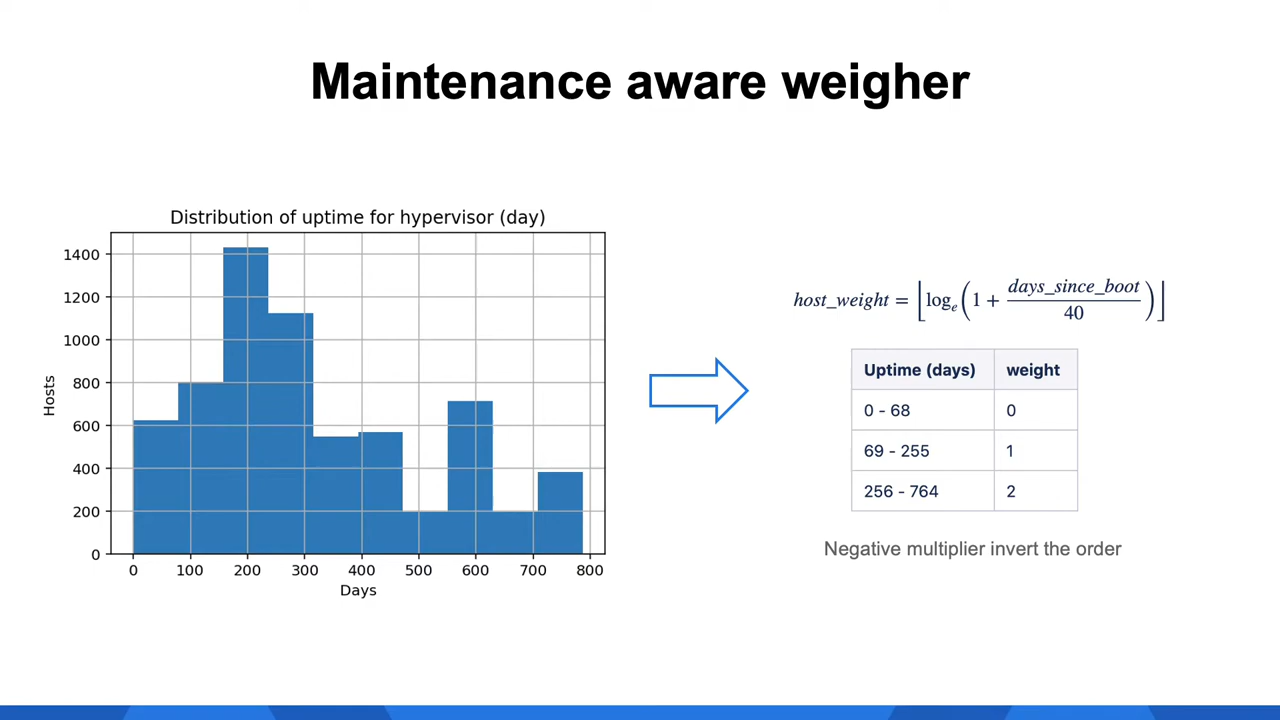 Maintenance aware weigher
Distribution of uptime for hypervisor (day)
1400
1200
1000
800
600
400
200
0
Hosts
0 100 200 300 400 500 600 700 800
Days
host_weight = ⌊log_e(1 + days_since_boot/40)⌋
Uptime (days) weight
0 - 68 0
69 - 255 1
256 - 764 2
Negative multiplier invert the order